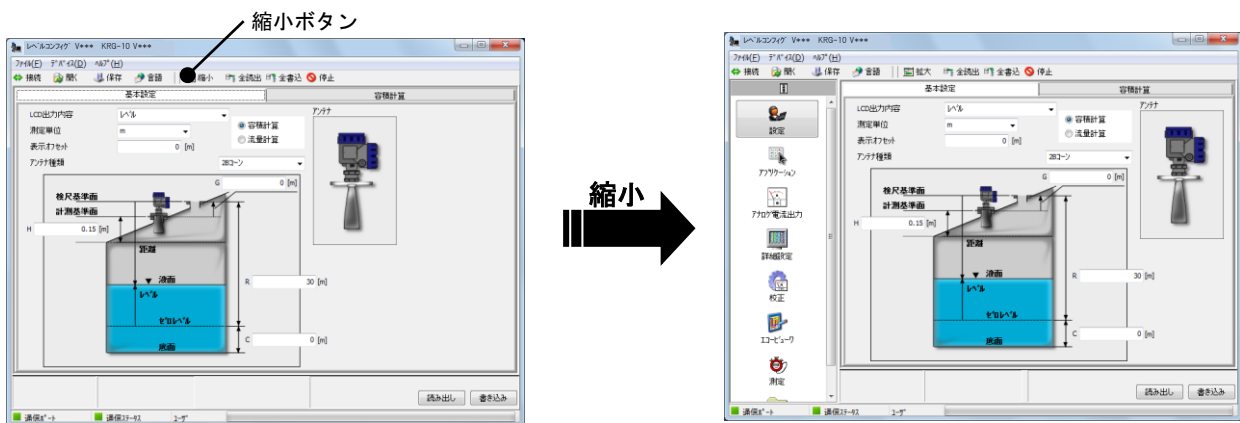 縮小ボタン
レベルコンフィグ V*** KRG-10 V***
ファイル(F) デバイス(D) ヘルプ(H)
接続 開く 保存 言語 縮小 全読出 全書込 停止
基本設定 容積計算
LCD出力内容 レベル
測定単位 m
表示オフセット 0 [m]
アンテナ種類 2Bコーン
容積計算
流量計算
アンテナ
G 0 [m]
検尺基準面
計測基準面
H 0.15 [m]
距離
液面
レベル
R 30 [m]
ゼロレベル
C 0 [m]
底面
読み出し 書き込み
通信ポート 通信ステータス ユーザ
縮小
レベルコンフィグ V*** KRG-10 V***
ファイル(F) デバイス(D) ヘルプ(H)
接続 開く 保存 言語 拡大 全読出 全書込 停止
設定
アプリケーション
アナログ電流出力
詳細設定
校正
エコービューワ
測定
基本設定 容積計算
LCD出力内容 レベル
測定単位 m
表示オフセット 0 [m]
アンテナ種類 2Bコーン
容積計算
流量計算
アンテナ
G 0 [m]
検尺基準面
計測基準面
H 0.15 [m]
距離
液面
レベル
R 30 [m]
ゼロレベル
C 0 [m]
底面
読み出し 書き込み
通信ポート 通信ステータス ユーザ